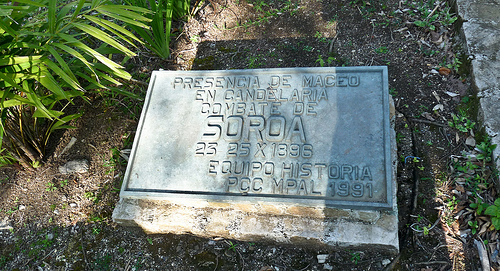 PRESENCIA DE MACEO
EN CANDELARIA
COMBATE DE
SOROA
23 25 X 1896
EQUIPO HISTORIA
PCC MPAL 1991